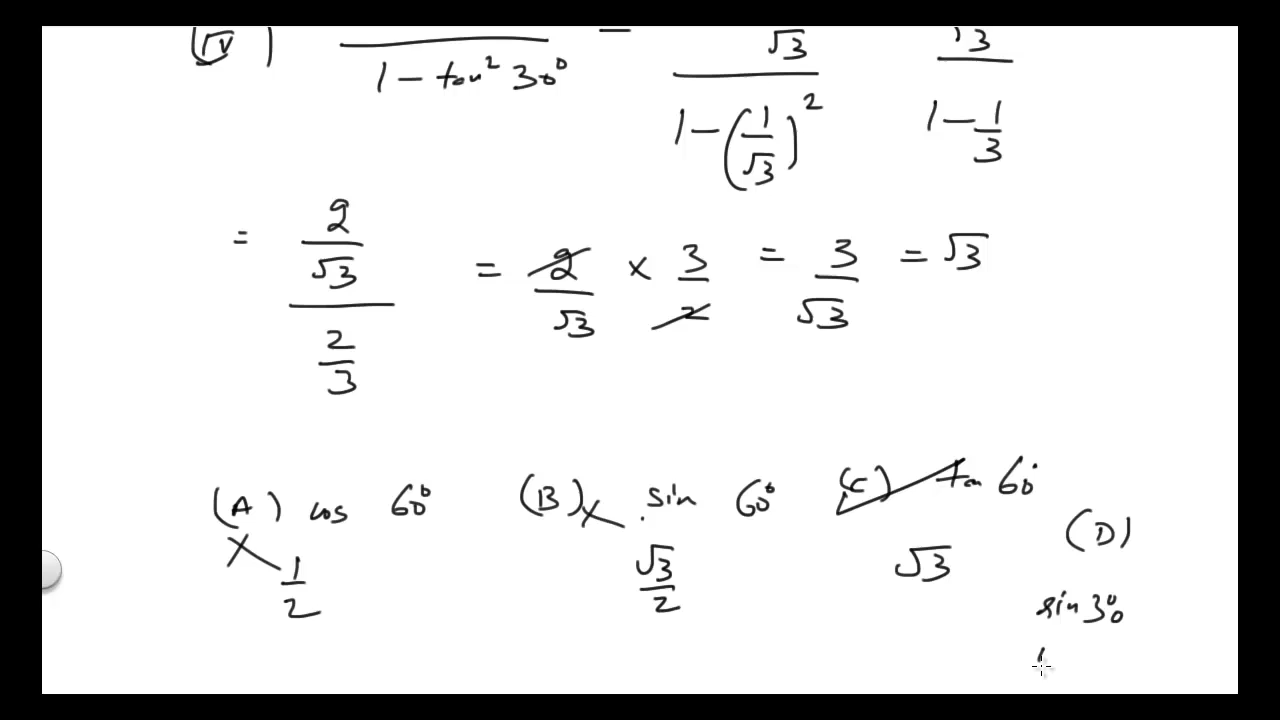 (iv)
1 - tan² 30° = √3 / (1 - (1/√3)²) √3 / (1 - 1/3)
= (2/√3) / (2/3) = 2/√3 × 3/2 = 3/√3 = √3
(A) cos 60° (B) sin 60° (C) tan 60°
(D)
1/2 √3/2 √3
sin 30°